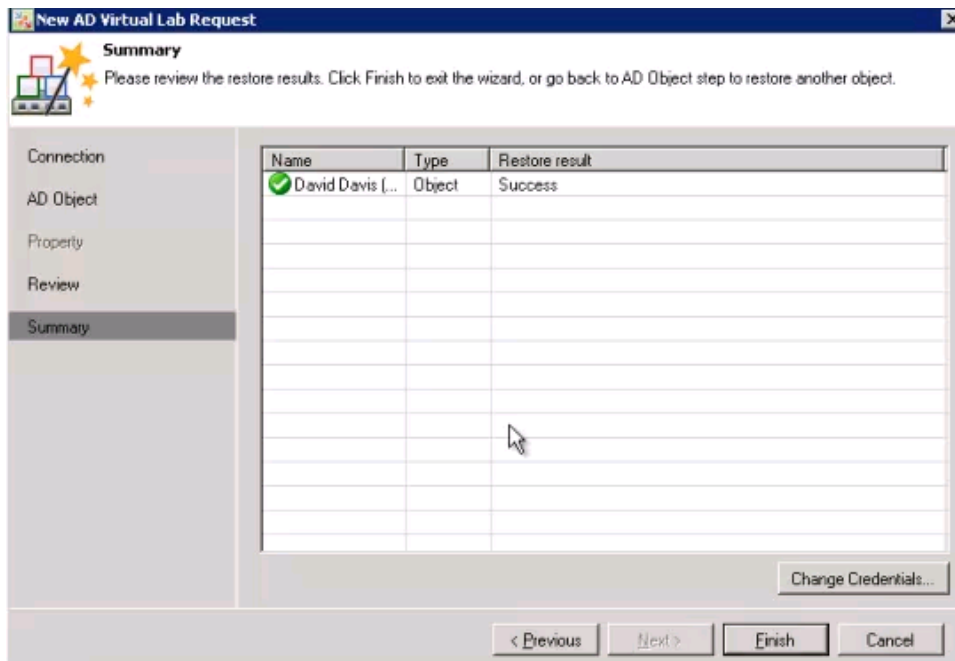 New AD Virtual Lab Request
Summary
Please review the restore results. Click Finish to exit the wizard, or go back to AD Object step to restore another object.
Connection
AD Object
Property
Review
Summary
Name Type Restore result
David Davis (... Object Success
Change Credentials...
< Previous Next > Finish Cancel